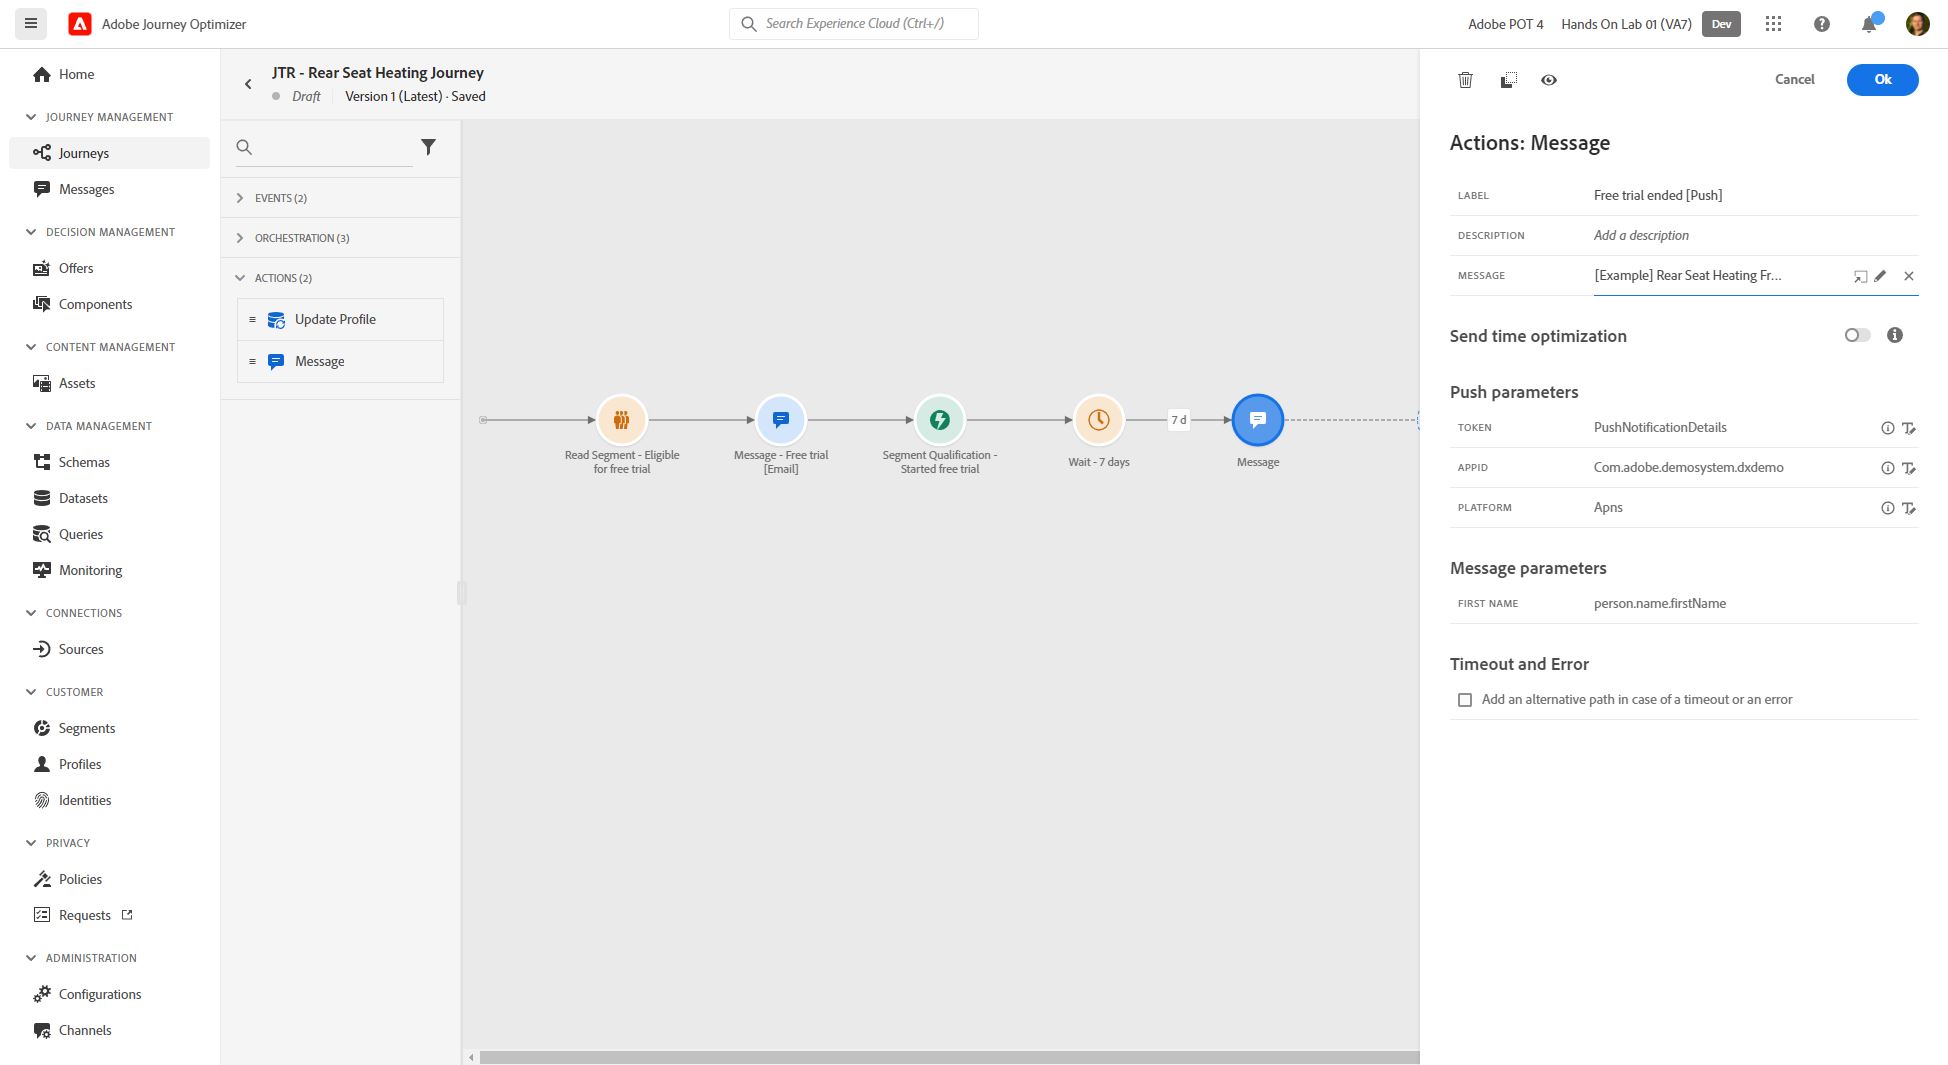 Adobe Journey Optimizer
Search Experience Cloud (Ctrl+/)
Adobe POT 4
Hands On Lab 01 (VA7)
Dev
Home
JOURNEY MANAGEMENT
Journeys
Messages
DECISION MANAGEMENT
Offers
Components
CONTENT MANAGEMENT
Assets
DATA MANAGEMENT
Schemas
Datasets
Queries
Monitoring
CONNECTIONS
Sources
CUSTOMER
Segments
Profiles
Identities
PRIVACY
Policies
Requests
ADMINISTRATION
Configurations
Channels
JTR - Rear Seat Heating Journey
Draft
Version 1 (Latest) · Saved
EVENTS (2)
ORCHESTRATION (3)
ACTIONS (2)
Update Profile
Message
Read Segment - Eligible
for free trial
Message - Free trial
[Email]
Segment Qualification -
Started free trial
Wait - 7 days
7 d
Message
Cancel
Ok
Actions: Message
LABEL
Free trial ended [Push]
DESCRIPTION
Add a description
MESSAGE
[Example] Rear Seat Heating Fr...
Send time optimization
Push parameters
TOKEN
PushNotificationDetails
APPID
Com.adobe.demosystem.dxdemo
PLATFORM
Apns
Message parameters
FIRST NAME
person.name.firstName
Timeout and Error
Add an alternative path in case of a timeout or an error